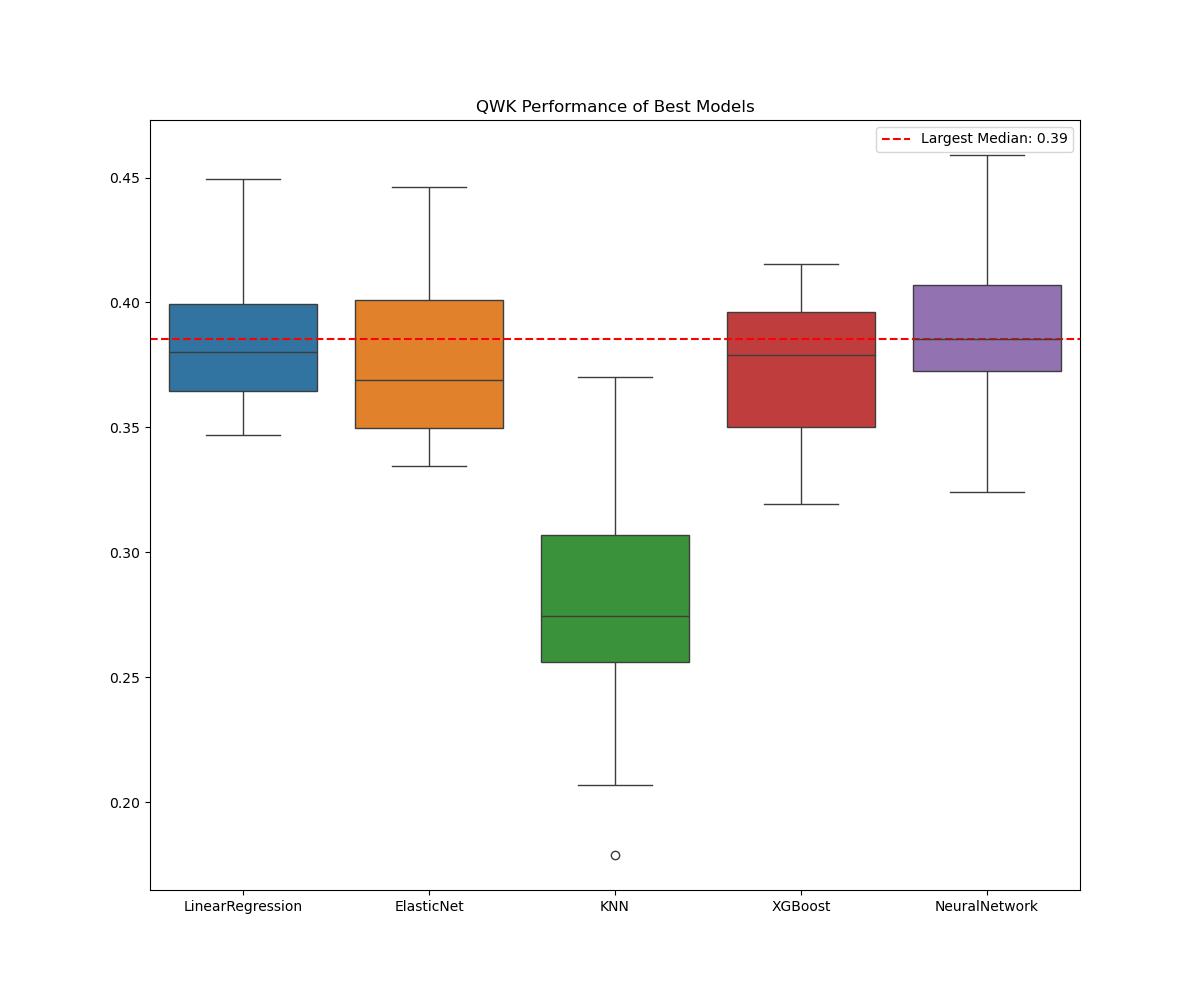 QWK Performance of Best Models
Largest Median: 0.39
0.45
0.40
0.35
0.30
0.25
0.20
LinearRegression ElasticNet KNN XGBoost NeuralNetwork